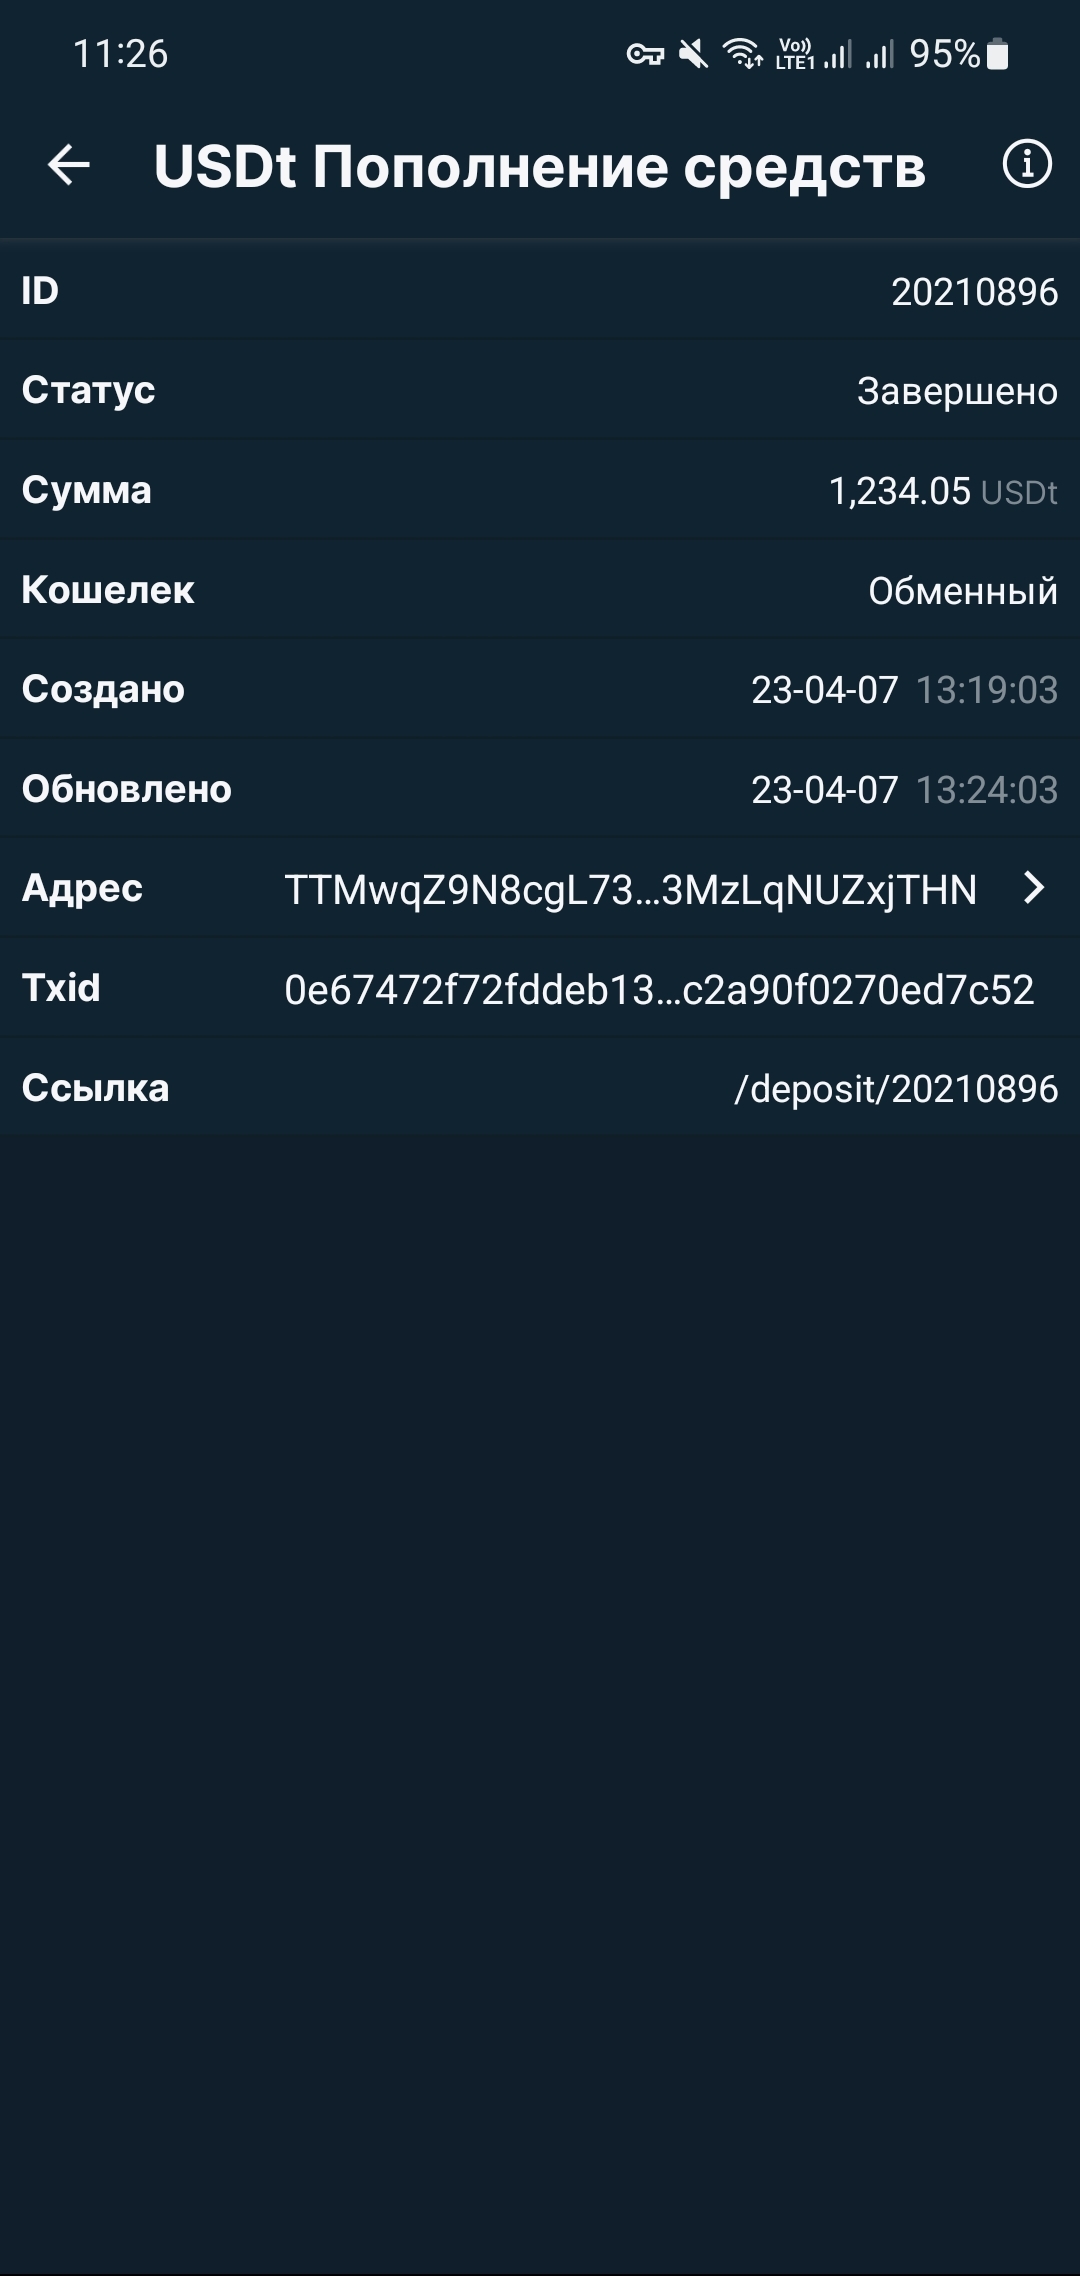 11:26 Vo)) LTE1 95%
USDt Пополнение средств
ID 20210896
Статус Завершено
Сумма 1,234.05 USDt
Кошелек Обменный
Создано 23-04-07 13:19:03
Обновлено 23-04-07 13:24:03
Адрес TTMwqZ9N8cgL73...3MzLqNUZxjTHN
Txid 0e67472f72fddeb13...c2a90f0270ed7c52
Ссылка /deposit/20210896